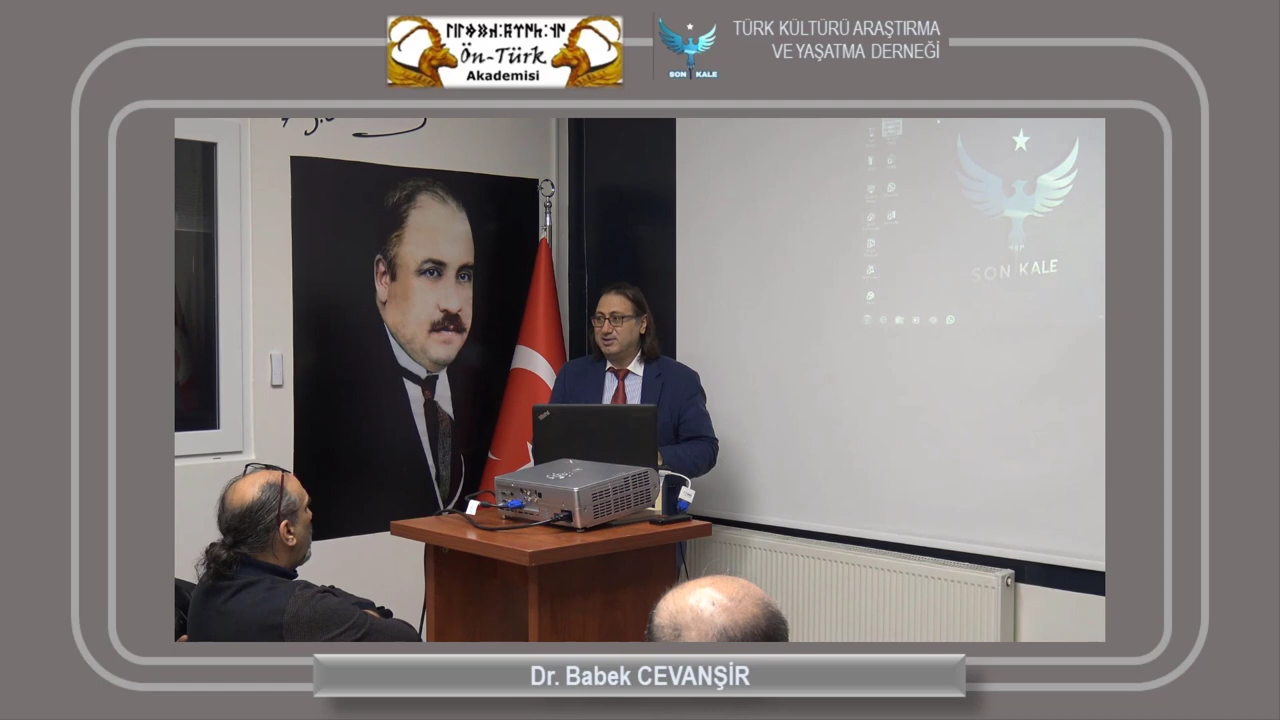 Ön-Türk
Akademisi
SON KALE
TÜRK KÜLTÜRÜ ARAŞTIRMA
VE YAŞATMA DERNEĞİ
SON KALE
Dr. Babek CEVANŞİR